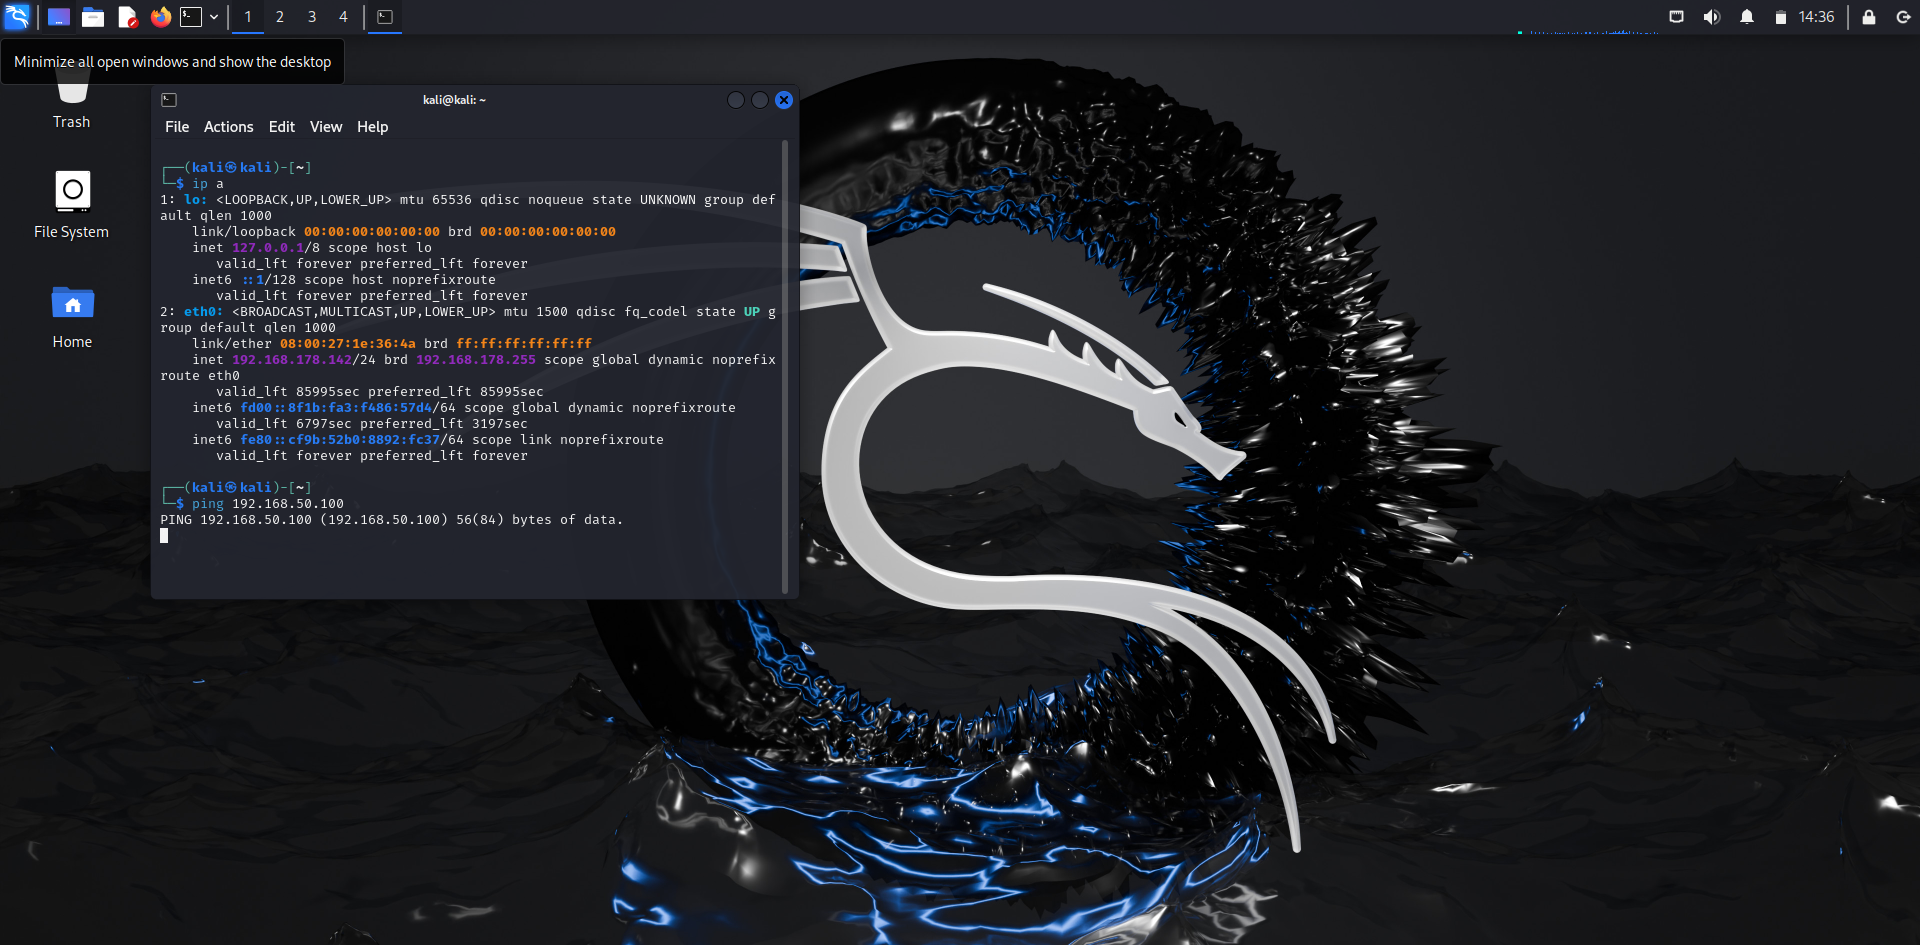 1 2 3 4
14:36
Minimize all open windows and show the desktop
Trash
File System
Home
kali@kali: ~
File Actions Edit View Help
┌──(kali㉿kali)-[~]
└─$ ip a
1: lo: <LOOPBACK,UP,LOWER_UP> mtu 65536 qdisc noqueue state UNKNOWN group def
ault qlen 1000
link/loopback 00:00:00:00:00:00 brd 00:00:00:00:00:00
inet 127.0.0.1/8 scope host lo
valid_lft forever preferred_lft forever
inet6 ::1/128 scope host noprefixroute
valid_lft forever preferred_lft forever
2: eth0: <BROADCAST,MULTICAST,UP,LOWER_UP> mtu 1500 qdisc fq_codel state UP g
roup default qlen 1000
link/ether 08:00:27:1e:36:4a brd ff:ff:ff:ff:ff:ff
inet 192.168.178.142/24 brd 192.168.178.255 scope global dynamic noprefix
route eth0
valid_lft 85995sec preferred_lft 85995sec
inet6 fd00::8f1b:fa3:f486:57d4/64 scope global dynamic noprefixroute
valid_lft 6797sec preferred_lft 3197sec
inet6 fe80::cf9b:52b0:8892:fc37/64 scope link noprefixroute
valid_lft forever preferred_lft forever
┌──(kali㉿kali)-[~]
└─$ ping 192.168.50.100
PING 192.168.50.100 (192.168.50.100) 56(84) bytes of data.